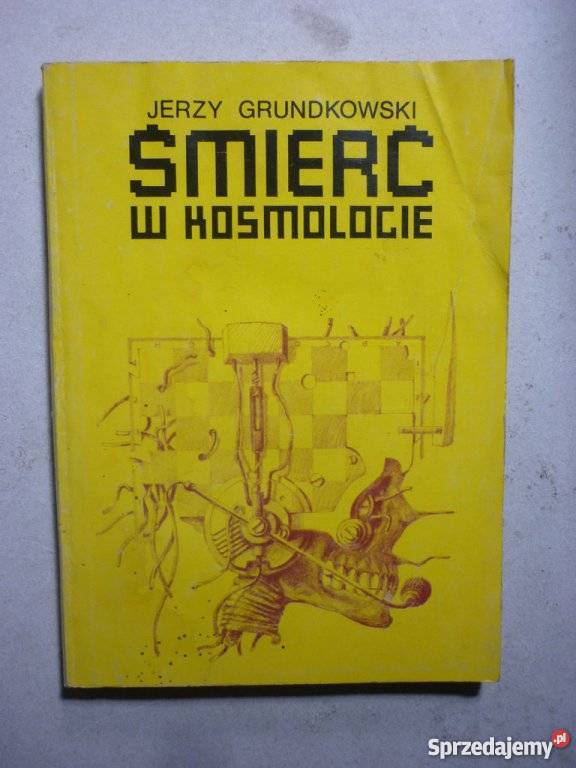 JERZY GRUNDKOWSKI
ŚMIERĆ
W KOSMOLOGIE
Sprzedajemy.pl